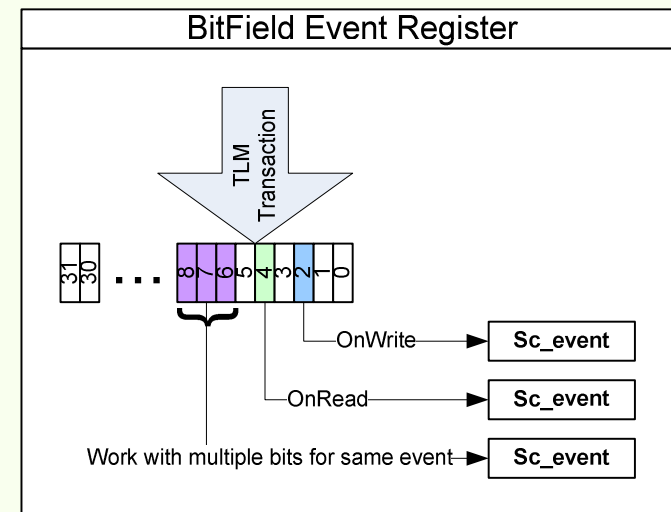 BitField Event Register
TLM
Transaction
31 30 ... 8 7 6 5 4 3 2 1 0
OnWrite Sc_event
OnRead Sc_event
Work with multiple bits for same event Sc_event